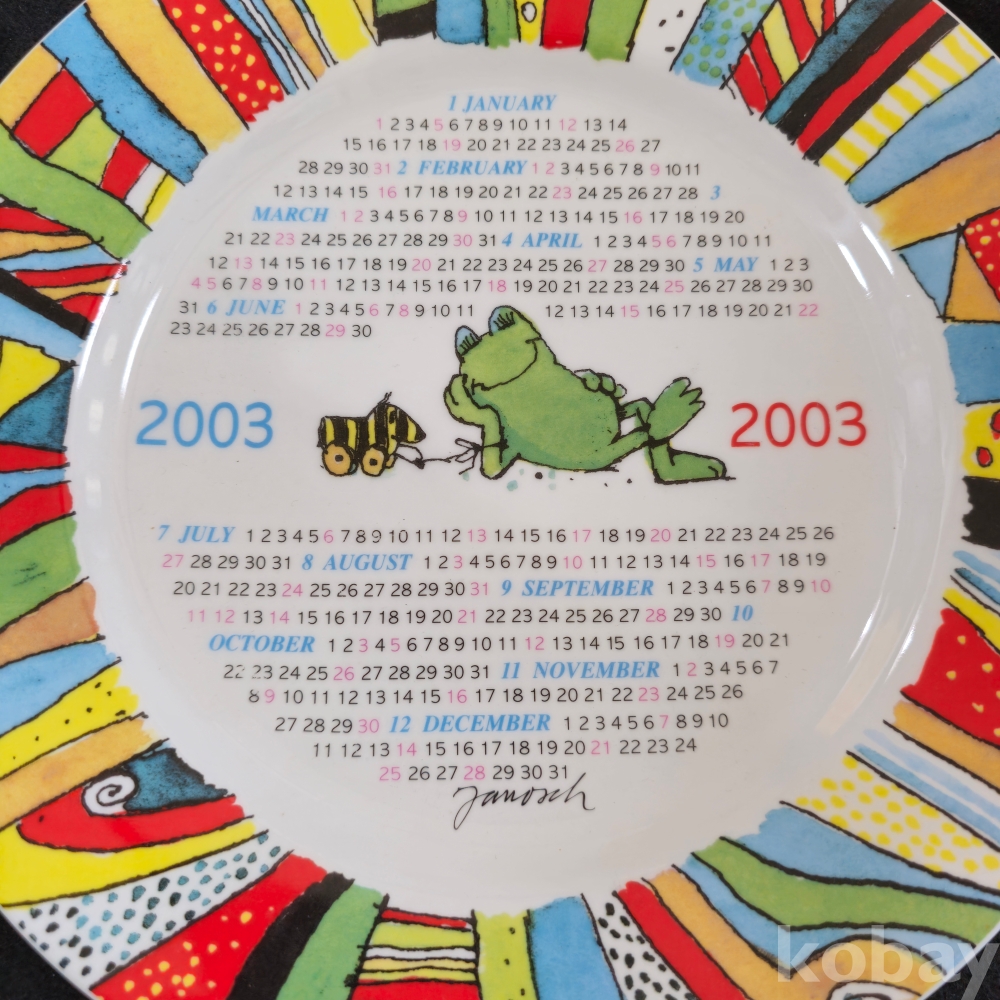 1 JANUARY
1 2 3 4 5 6 7 8 9 10 11 12 13 14
15 16 17 18 19 20 21 22 23 24 25 26 27
28 29 30 31 2 FEBRUARY 1 2 3 4 5 6 7 8 9 10 11
12 13 14 15 16 17 18 19 20 21 22 23 24 25 26 27 28 3
MARCH 1 2 3 4 5 6 7 8 9 10 11 12 13 14 15 16 17 18 19 20
21 22 23 24 25 26 27 28 29 30 31 4 APRIL 1 2 3 4 5 6 7 8 9 10 11
12 13 14 15 16 17 18 19 20 21 22 23 24 25 26 27 28 29 30 5 MAY 1 2 3
4 5 6 7 8 9 10 11 12 13 14 15 16 17 18 19 20 21 22 23 24 25 26 27 28 29 30
31 6 JUNE 1 2 3 4 5 6 7 8 9 10 11 12 13 14 15 16 17 18 19 20 21 22
23 24 25 26 27 28 29 30
2003 2003
7 JULY 1 2 3 4 5 6 7 8 9 10 11 12 13 14 15 16 17 18 19 20 21 22 23 24 25 26
27 28 29 30 31 8 AUGUST 1 2 3 4 5 6 7 8 9 10 11 12 13 14 15 16 17 18 19
20 21 22 23 24 25 26 27 28 29 30 31 9 SEPTEMBER 1 2 3 4 5 6 7 8 9 10
11 12 13 14 15 16 17 18 19 20 21 22 23 24 25 26 27 28 29 30 10
OCTOBER 1 2 3 4 5 6 7 8 9 10 11 12 13 14 15 16 17 18 19 20 21
22 23 24 25 26 27 28 29 30 31 11 NOVEMBER 1 2 3 4 5 6 7
8 9 10 11 12 13 14 15 16 17 18 19 20 21 22 23 24 25 26
27 28 29 30 12 DECEMBER 1 2 3 4 5 6 7 8 9 10
11 12 13 14 15 16 17 18 19 20 21 22 23 24
25 26 27 28 29 30 31
Janosch
kobay